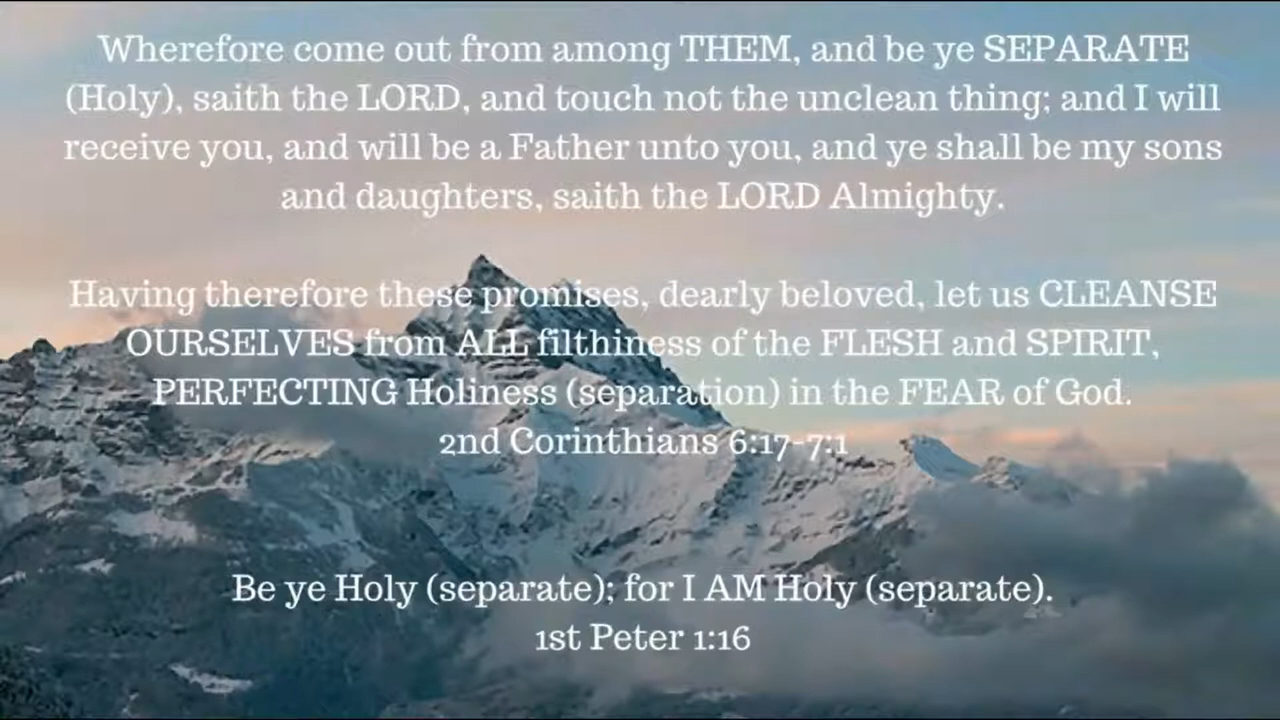 Wherefore come out from among THEM, and be ye SEPARATE
(Holy), saith the LORD, and touch not the unclean thing; and I will
receive you, and will be a Father unto you, and ye shall be my sons
and daughters, saith the LORD Almighty.
Having therefore these promises, dearly beloved, let us CLEANSE
OURSELVES from ALL filthiness of the FLESH and SPIRIT,
PERFECTING Holiness (separation) in the FEAR of God.
2nd Corinthians 6:17-7:1
Be ye Holy (separate); for I AM Holy (separate).
1st Peter 1:16